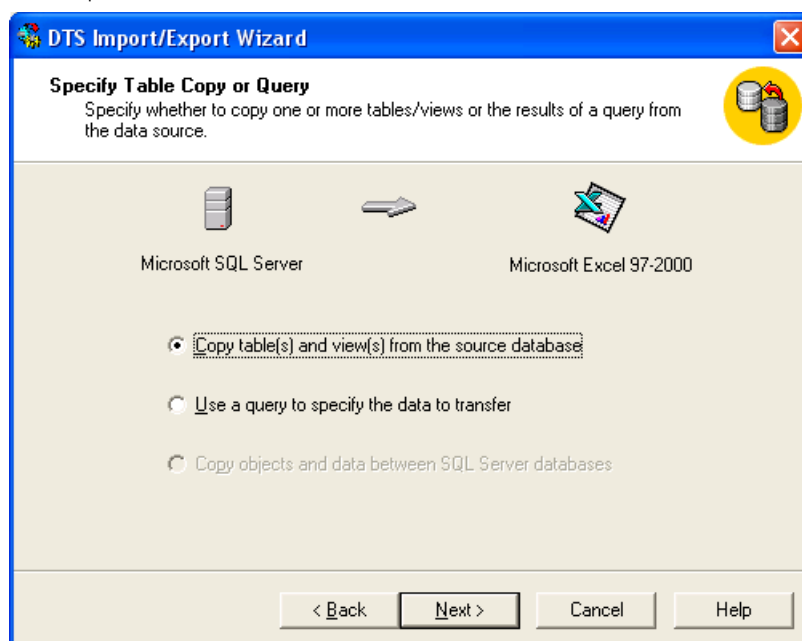 DTS Import/Export Wizard
Specify Table Copy or Query
Specify whether to copy one or more tables/views or the results of a query from
the data source.
Microsoft SQL Server
Microsoft Excel 97-2000
Copy table(s) and view(s) from the source database
Use a query to specify the data to transfer
Copy objects and data between SQL Server databases
< Back
Next >
Cancel
Help